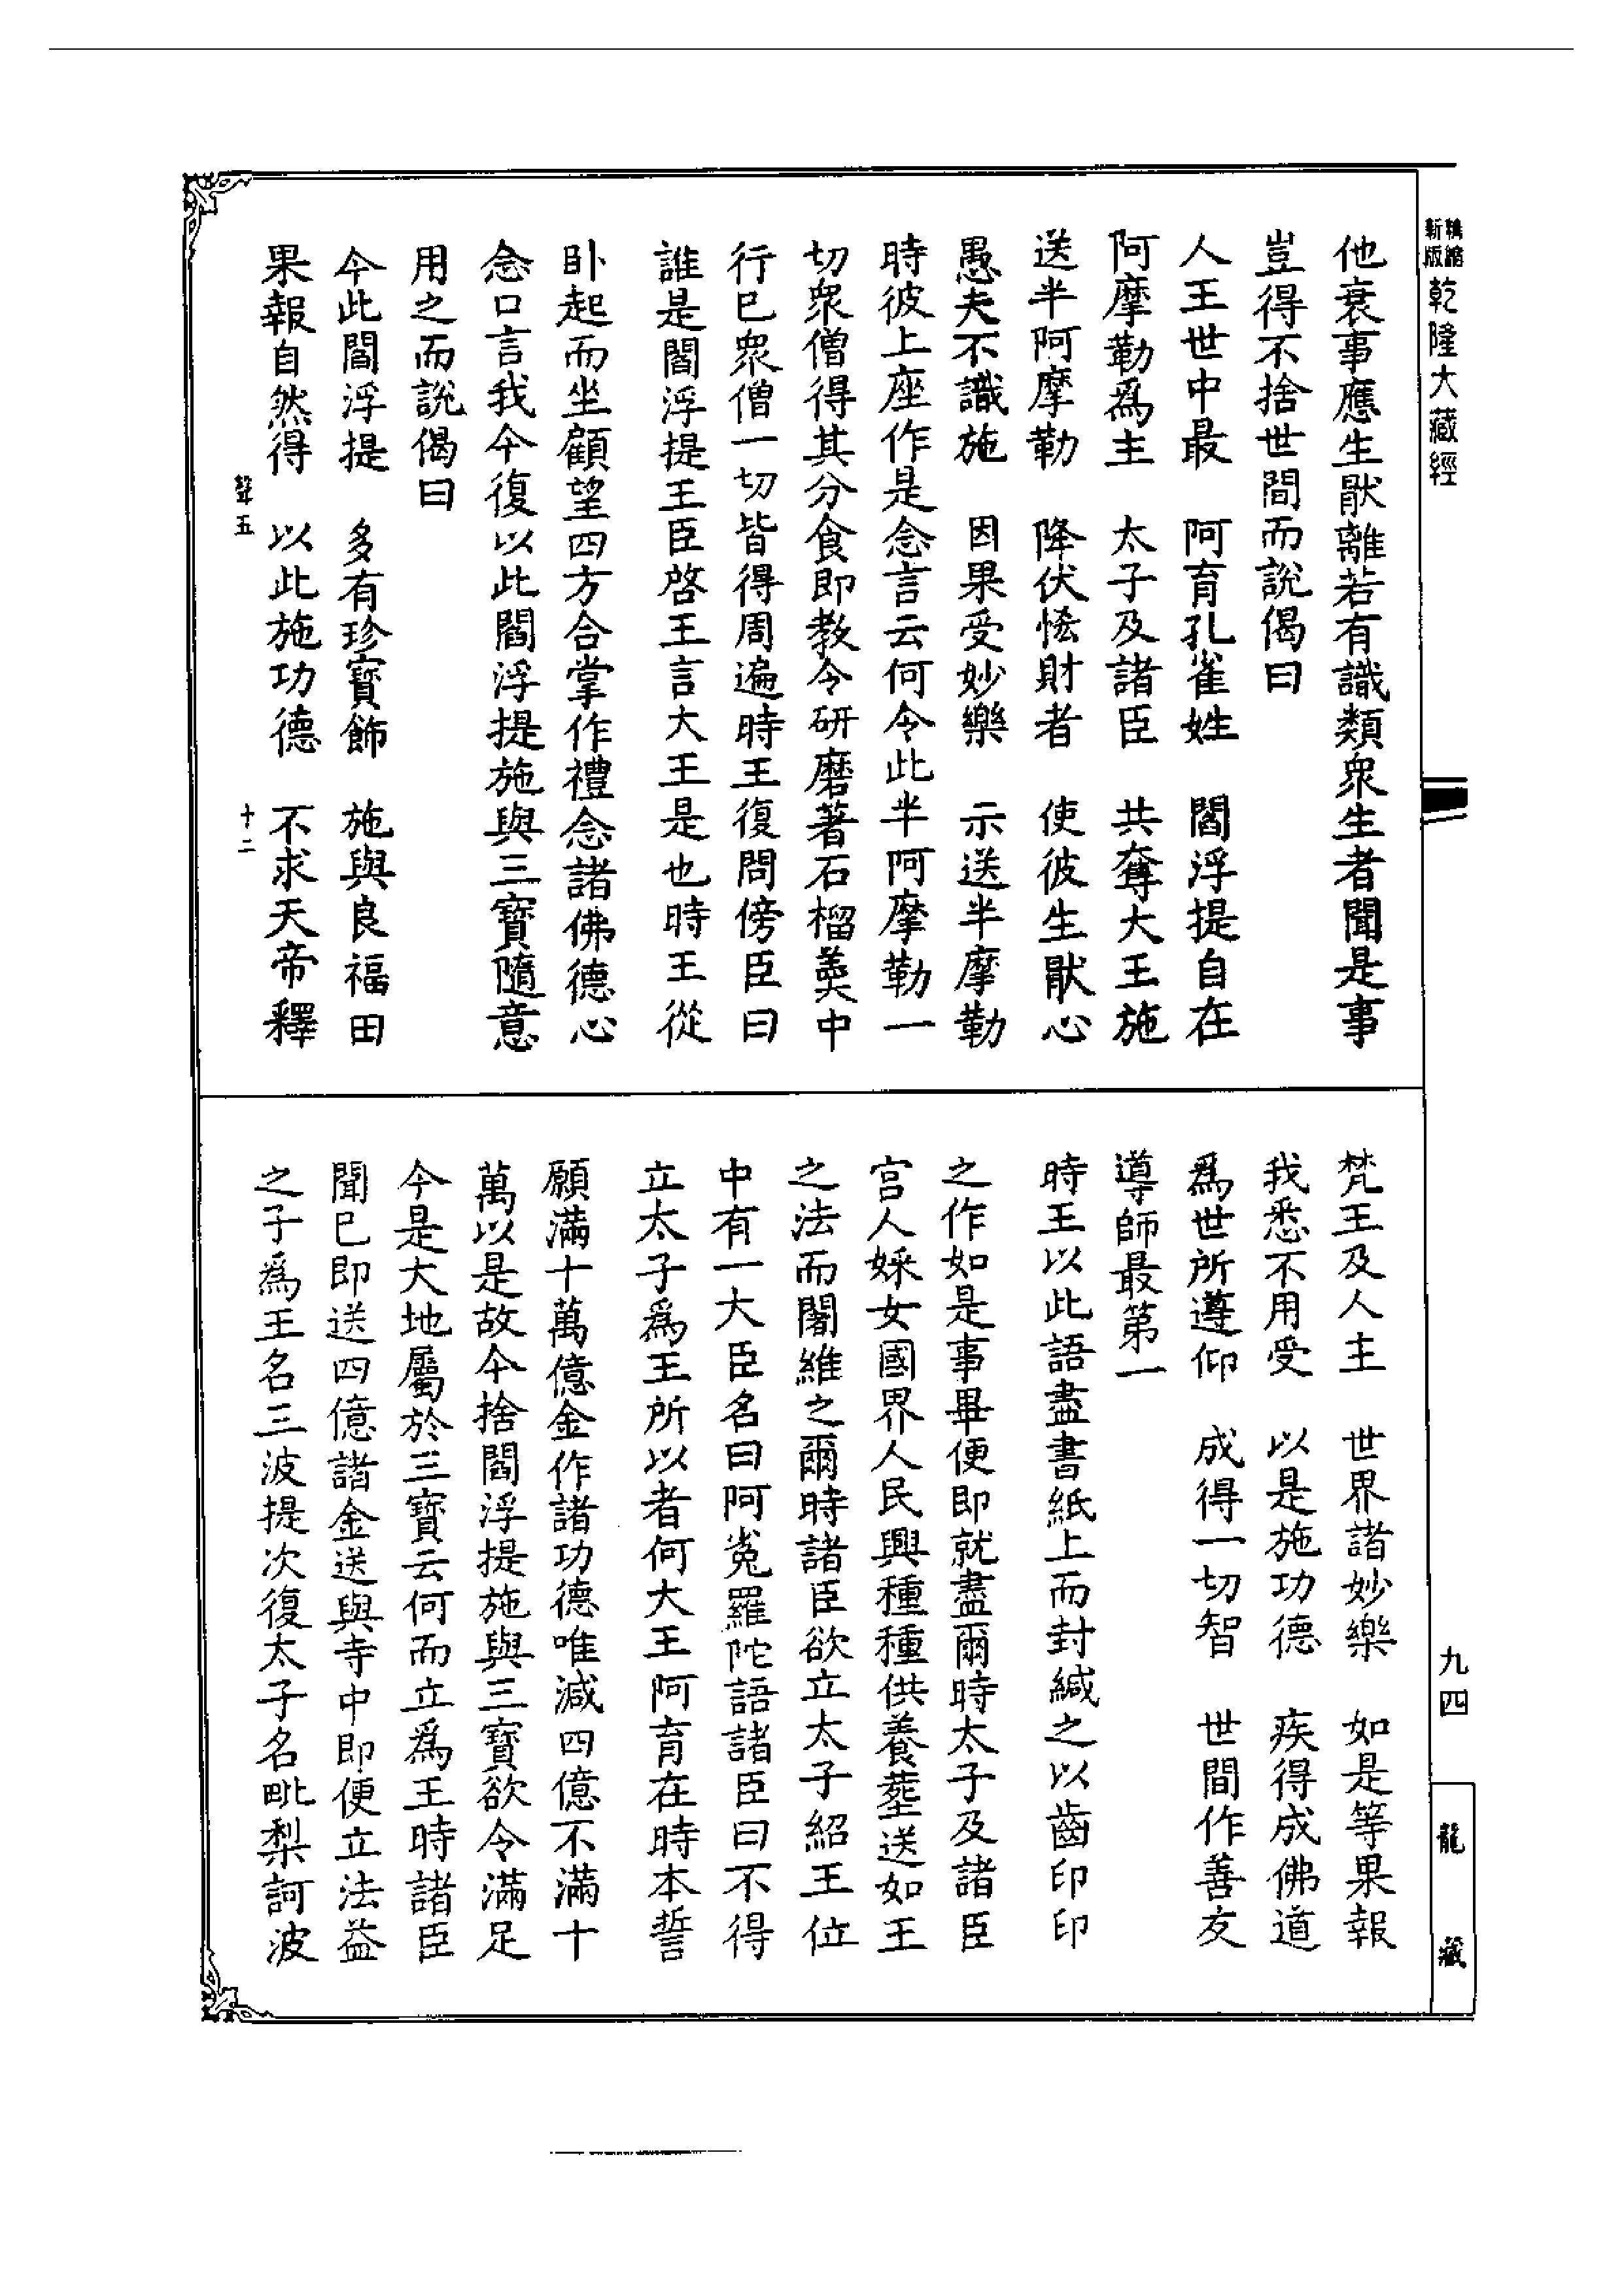 新版精縮乾隆大藏經
他衰事應生猒離若有識類衆生者聞是事
豈得不捨世間而說偈曰
人王世中最　阿育孔雀姓　閻浮提自在
阿摩勒爲主　太子及諸臣　共奪大王施
送半阿摩勒　降伏恡財者　使彼生猒心
愚夫不識施　因果受妙樂　示送半摩勒
時彼上座作是念言云何令此半阿摩勒一
切衆僧得其分食即教令研磨著石榴羹中
行已衆僧一切皆得周遍時王復問傍臣曰
誰是閻浮提王臣啓王言大王是也時王從
卧起而坐顧望四方合掌作禮念諸佛德心
念口言我今復以此閻浮提施與三寶隨意
用之而說偈曰
今此閻浮提　多有珍寶飾　施與良福田
果報自然得　以此施功德　不求天帝釋
聲五　十二
梵王及人主　世界諸妙樂　如是等果報
我悉不用受　以是施功德　疾得成佛道
爲世所遵仰　成得一切智　世間作善友
導師最第一
時王以此語盡書紙上而封緘之以齒印印
之作如是事畢便即就盡爾時太子及諸臣
宮人婇女國界人民興種種供養葬送如王
之法而闍維之爾時諸臣欲立太子紹王位
中有一大臣名曰阿㝹羅陀語諸臣曰不得
立太子爲王所以者何大王阿育在時本誓
願滿十萬億金作諸功德唯減四億不滿十
萬以是故今捨閻浮提施與三寶欲令滿足
今是大地屬於三寶云何而立爲王時諸臣
聞已即送四億諸金送與寺中即便立法益
之子爲王名三波提次復太子名毗梨訶波
九四
龍藏